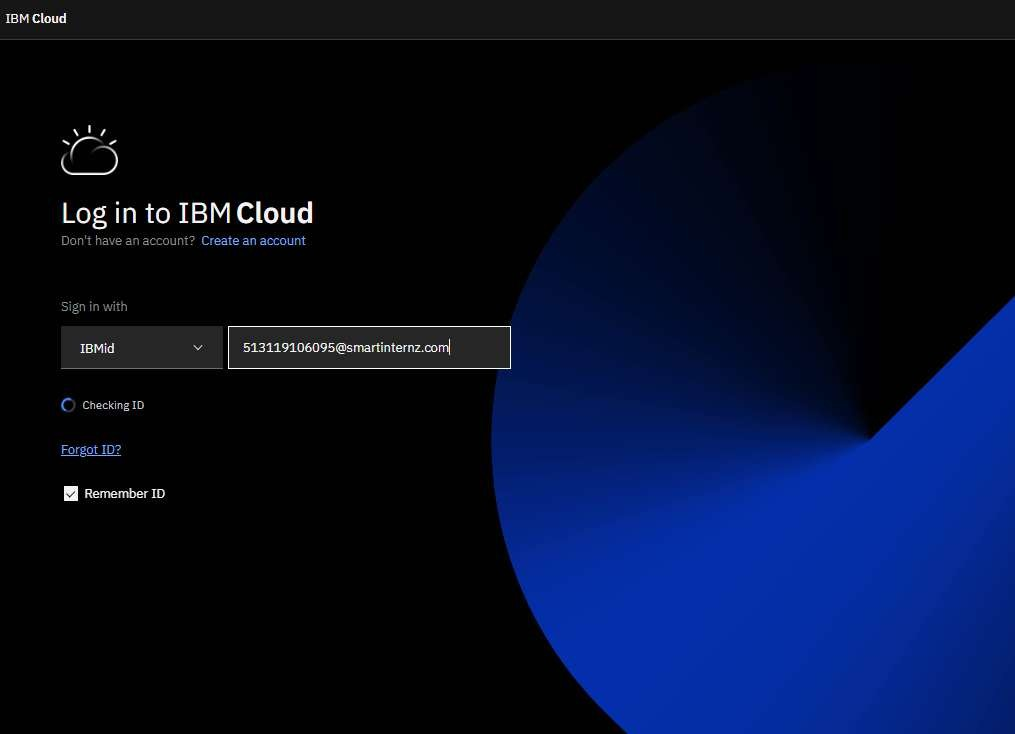 IBM Cloud
Log in to IBM Cloud
Don't have an account? Create an account
Sign in with
IBMid 513119106095@smartinternz.com
Checking ID
Forgot ID?
Remember ID